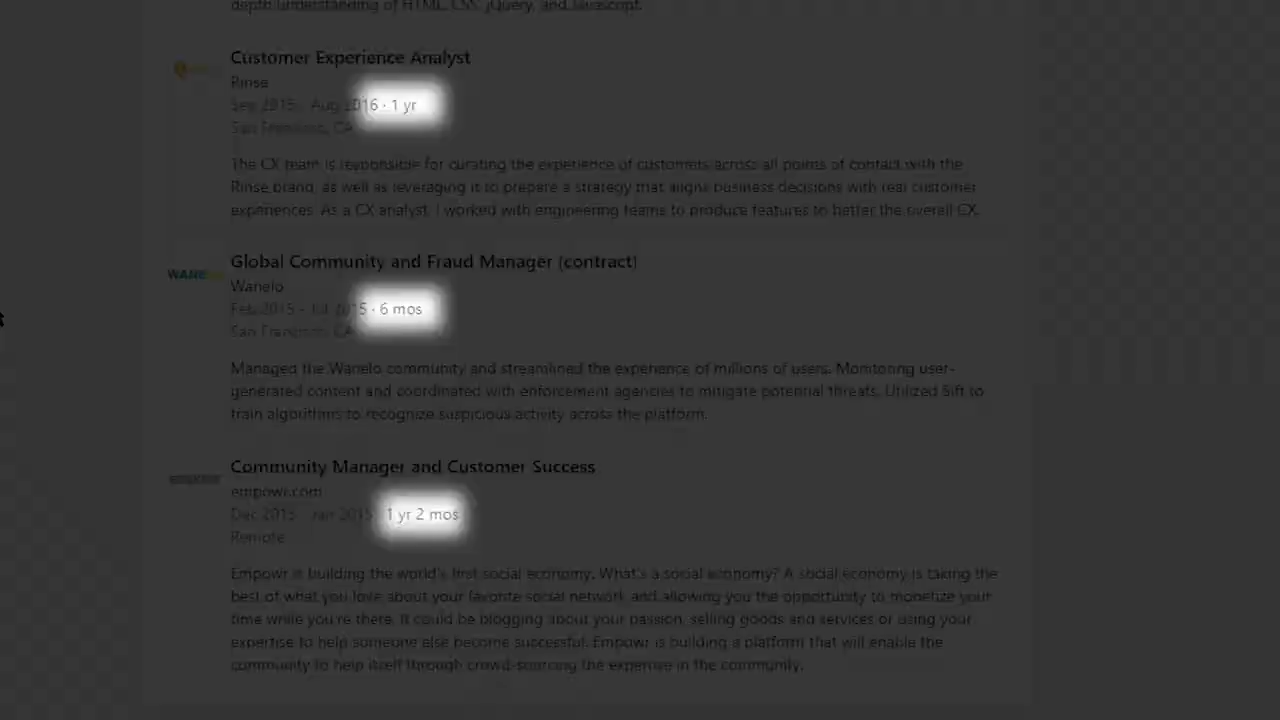 depth understanding of HTML, CSS, jQuery, and Javascript.
Customer Experience Analyst
Rinse
Sep 2015 - Aug 2016 · 1 yr
San Francisco, CA
The CX team is responsible for curating the experience of customers across all points of contact with the
Rinse brand, as well as leveraging it to prepare a strategy that aligns business decisions with real customer
experiences. As a CX analyst, I worked with engineering teams to produce features to better the overall CX.
WANE
Global Community and Fraud Manager (contract)
Wanelo
Feb 2015 - Jul 2015 · 6 mos
San Francisco, CA
Managed the Wanelo community and streamlined the experience of millions of users. Monitoring user-
generated content and coordinated with enforcement agencies to mitigate potential threats. Utilized Sift to
train algorithms to recognize suspicious activity across the platform.
Community Manager and Customer Success
empowr.com
Dec 2015 - Jan 2015 · 1 yr 2 mos
Remote
Empowr is building the world's first social economy. What's a social economy? A social economy is taking the
best of what you love about your favorite social network and allowing you the opportunity to monetize your
time while you're there. It could be blogging about your passion, selling goods and services or using your
expertise to help someone else become successful. Empowr is building a platform that will enable the
community to help itself through crowd-sourcing the expertise in the community.